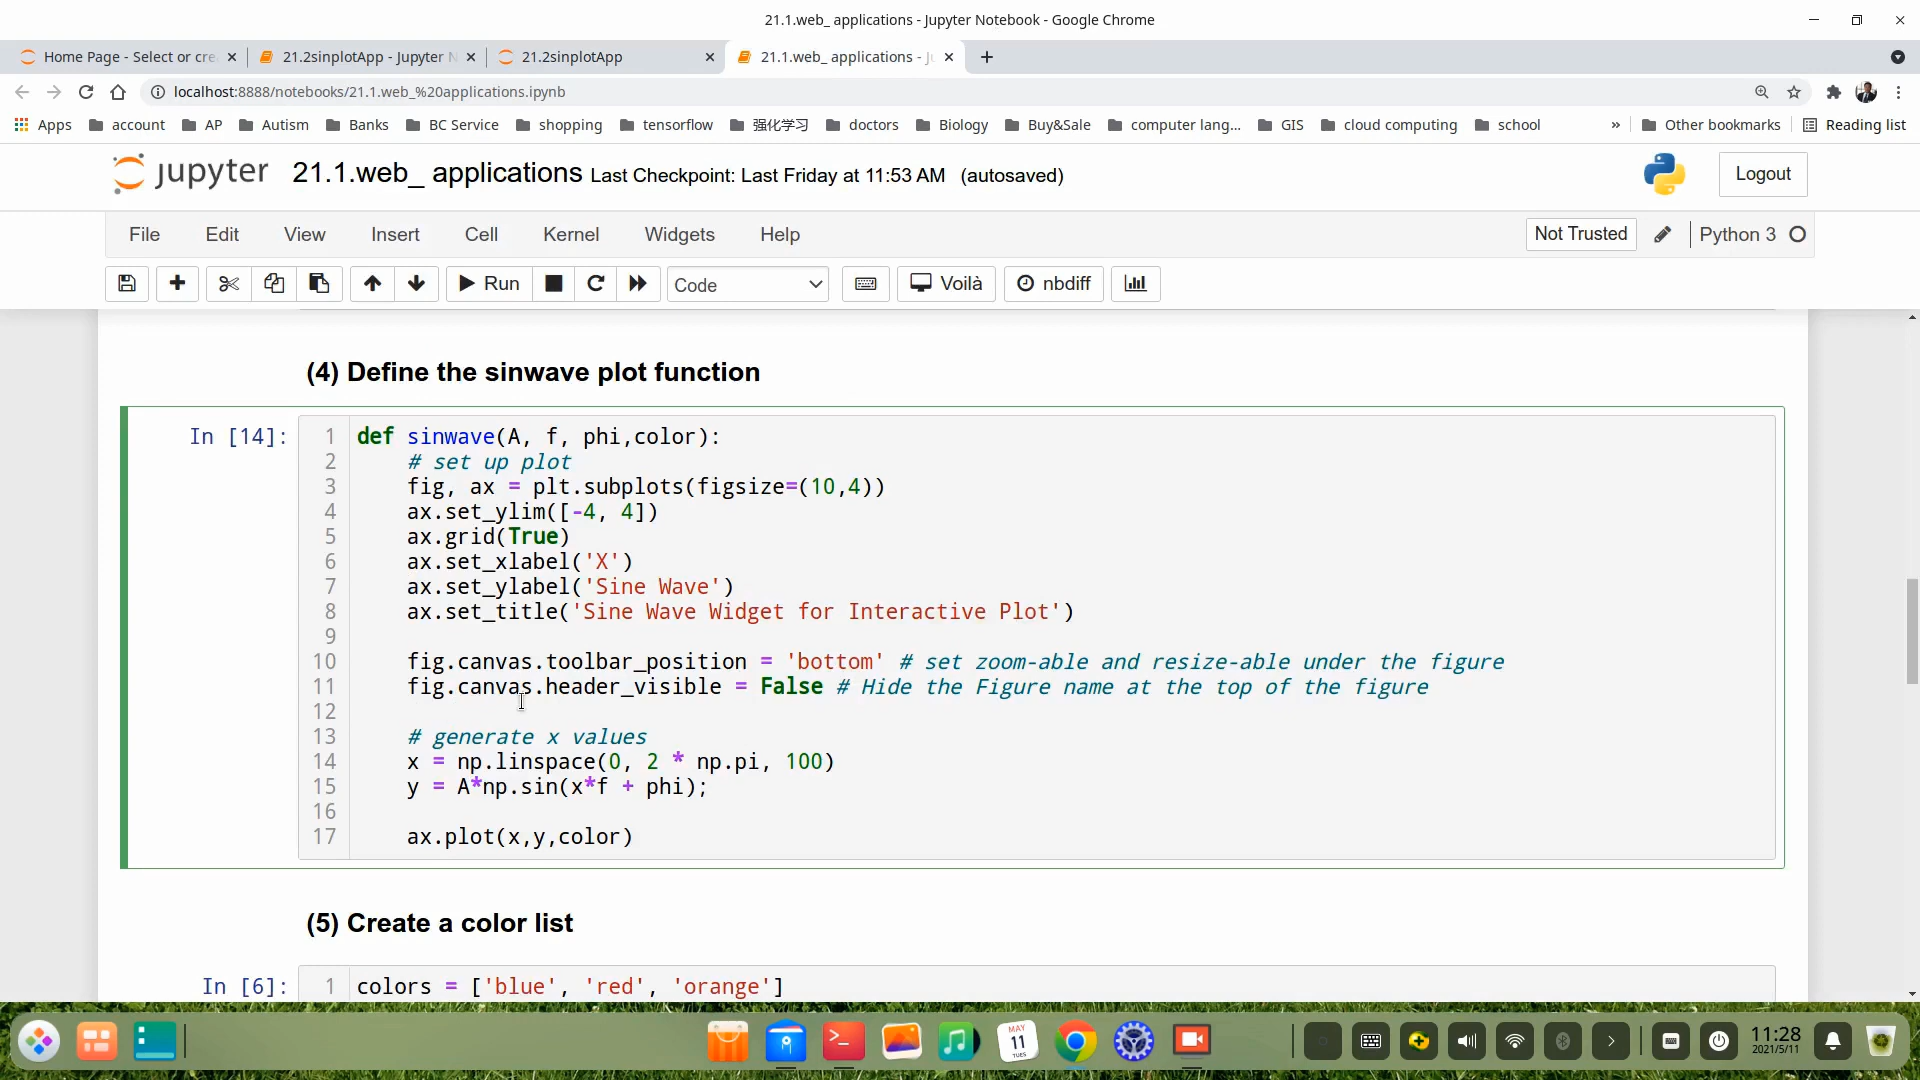 21.1.web_ applications - Jupyter Notebook - Google Chrome
Home Page - Select or cre
21.2sinplotApp - Jupyter N
21.2sinplotApp
21.1.web_ applications - Ju
localhost:8888/notebooks/21.1.web_%20applications.ipynb
Apps account AP Autism Banks BC Service shopping tensorflow 强化学习 doctors Biology Buy&Sale computer lang... GIS cloud computing school » Other bookmarks Reading list
jupyter 21.1.web_ applications Last Checkpoint: Last Friday at 11:53 AM (autosaved) Logout
File Edit View Insert Cell Kernel Widgets Help Not Trusted Python 3
Run Code Voilà nbdiff
(4) Define the sinwave plot function
In [14]: 1 def sinwave(A, f, phi,color):
2 # set up plot
3 fig, ax = plt.subplots(figsize=(10,4))
4 ax.set_ylim([-4, 4])
5 ax.grid(True)
6 ax.set_xlabel('X')
7 ax.set_ylabel('Sine Wave')
8 ax.set_title('Sine Wave Widget for Interactive Plot')
9
10 fig.canvas.toolbar_position = 'bottom' # set zoom-able and resize-able under the figure
11 fig.canvas.header_visible = False # Hide the Figure name at the top of the figure
12
13 # generate x values
14 x = np.linspace(0, 2 * np.pi, 100)
15 y = A*np.sin(x*f + phi);
16
17 ax.plot(x,y,color)
(5) Create a color list
In [6]: 1 colors = ['blue', 'red', 'orange']
MAY
11
TUES
11:28
2021/5/11